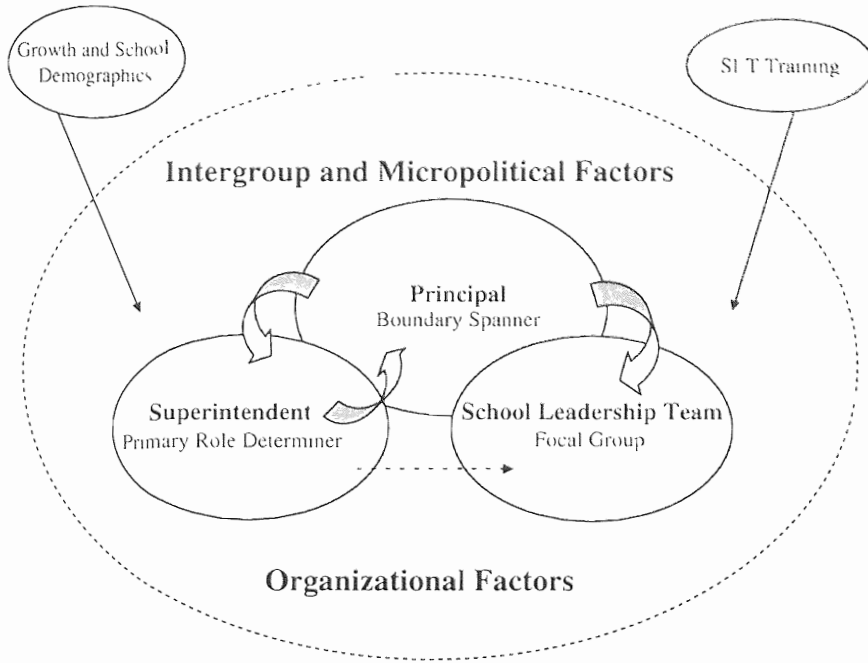 Growth and School
Demographics
SLT Training
Intergroup and Micropolitical Factors
Principal
Boundary Spanner
Superintendent
Primary Role Determiner
School Leadership Team
Focal Group
Organizational Factors